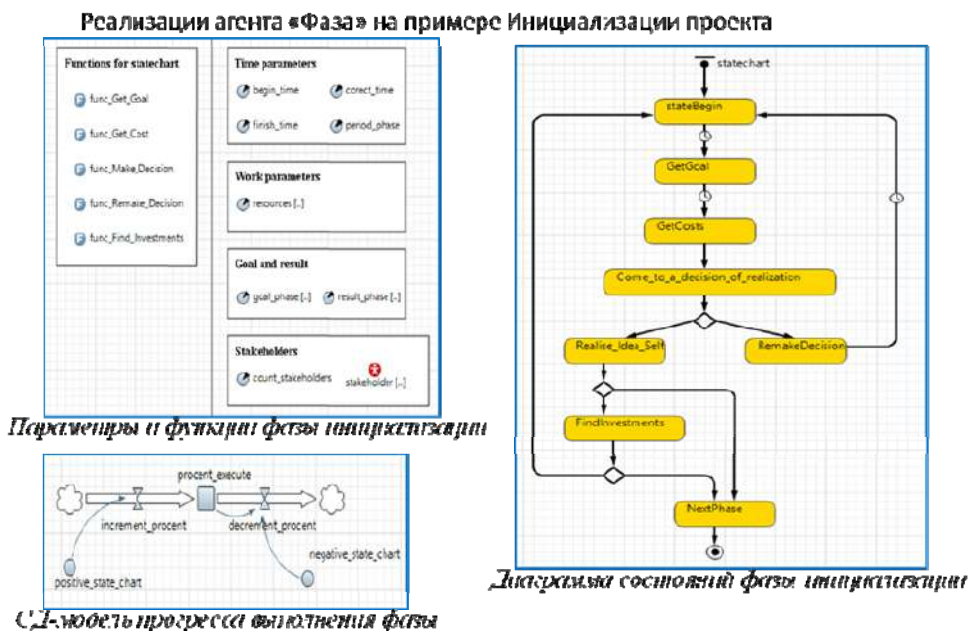 Реализации агента «Фаза» на примере Инициализации проекта
Functions for statechart
func_Get_Goal
func_Get_Cost
func_Make_Decision
func_Remake_Decision
func_Find_Investments
Time parameters
begin_time
corect_time
finish_time
period_phase
Work parameters
resources [..]
Goal and result
goal_phase [..]
result_phase [..]
Stakeholders
count_stakeholders
stakeholder [..]
Параметры и функции фазы инициализации
procent_execute
increment_procent
decrement_procent
positive_state_chart
negative_state_chart
СД-модель прогресса выполнения фазы
statechart
stateBegin
GetGoal
GetCosts
Come_to_a_decision_of_realization
Realise_Idea_Self
RemakeDecision
FindInvestments
NextPhase
Диаграмма состояний фазы инициализации